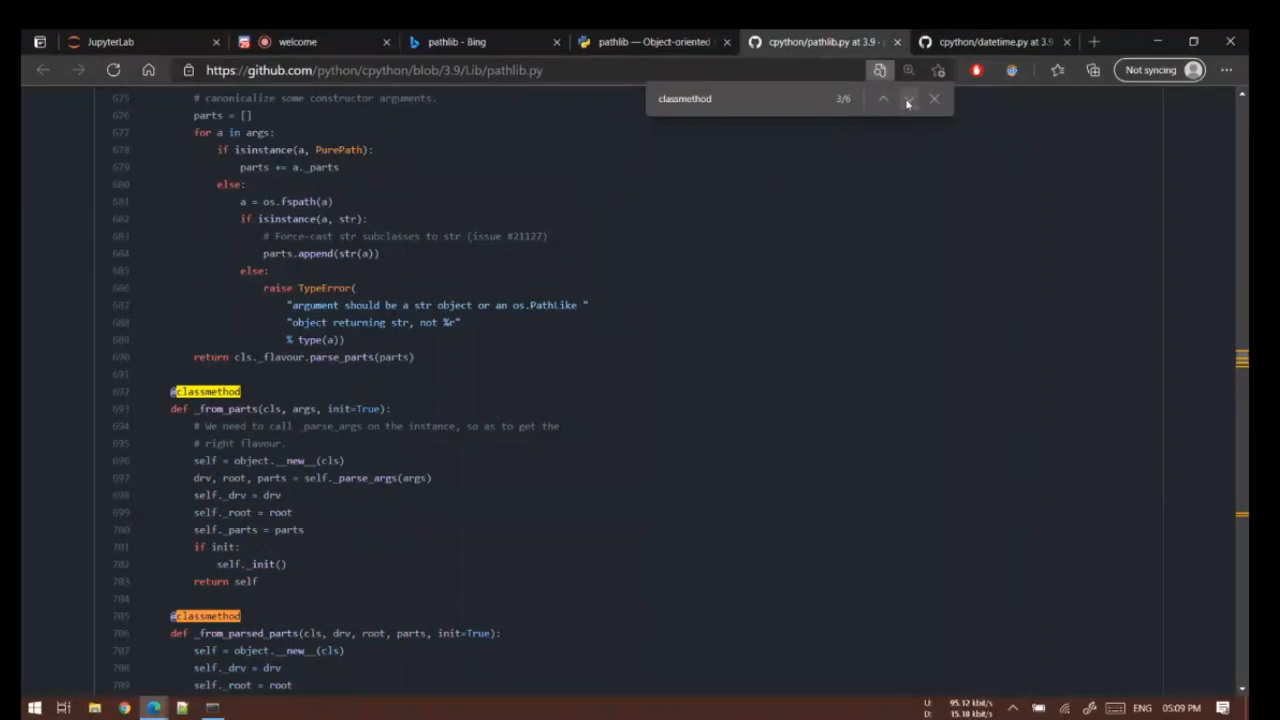 JupyterLab
welcome
pathlib - Bing
pathlib — Object-oriented
cpython/pathlib.py at 3.9 ·
cpython/datetime.py at 3.9
https://github.com/python/cpython/blob/3.9/Lib/pathlib.py
Not syncing
classmethod 3/6
675 # canonicalize some constructor arguments.
676 parts = []
677 for a in args:
678 if isinstance(a, PurePath):
679 parts += a._parts
680 else:
681 a = os.fspath(a)
682 if isinstance(a, str):
683 # Force-cast str subclasses to str (issue #21127)
684 parts.append(str(a))
685 else:
686 raise TypeError(
687 "argument should be a str object or an os.PathLike "
688 "object returning str, not %r"
689 % type(a))
690 return cls._flavour.parse_parts(parts)
691
692 @classmethod
693 def _from_parts(cls, args, init=True):
694 # We need to call _parse_args on the instance, so as to get the
695 # right flavour.
696 self = object.__new__(cls)
697 drv, root, parts = self._parse_args(args)
698 self._drv = drv
699 self._root = root
700 self._parts = parts
701 if init:
702 self._init()
703 return self
704
705 @classmethod
706 def _from_parsed_parts(cls, drv, root, parts, init=True):
707 self = object.__new__(cls)
708 self._drv = drv
709 self._root = root
U: 95.12 kbit/s
D: 15.18 kbit/s
ENG 05:09 PM